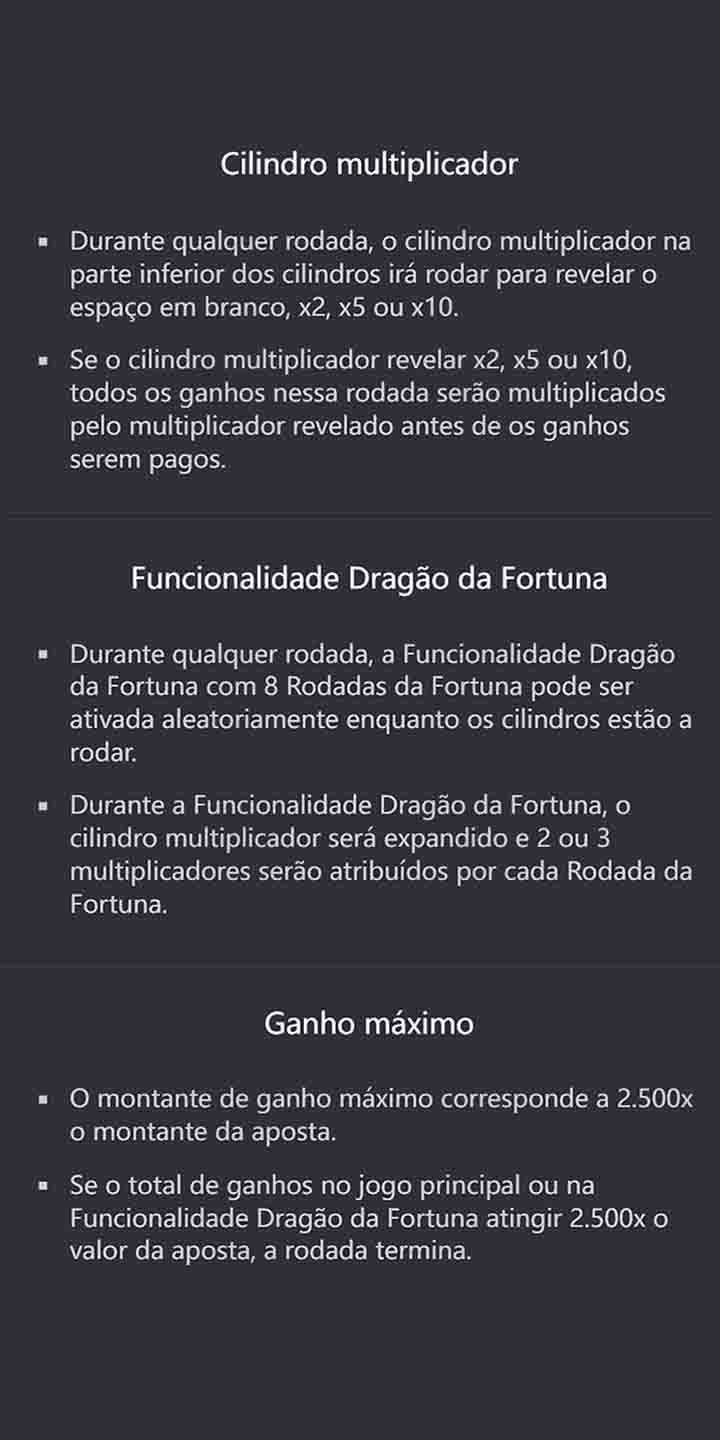 Cilindro multiplicador
▪ Durante qualquer rodada, o cilindro multiplicador na
parte inferior dos cilindros irá rodar para revelar o
espaço em branco, x2, x5 ou x10.
▪ Se o cilindro multiplicador revelar x2, x5 ou x10,
todos os ganhos nessa rodada serão multiplicados
pelo multiplicador revelado antes de os ganhos
serem pagos.
Funcionalidade Dragão da Fortuna
▪ Durante qualquer rodada, a Funcionalidade Dragão
da Fortuna com 8 Rodadas da Fortuna pode ser
ativada aleatoriamente enquanto os cilindros estão a
rodar.
▪ Durante a Funcionalidade Dragão da Fortuna, o
cilindro multiplicador será expandido e 2 ou 3
multiplicadores serão atribuídos por cada Rodada da
Fortuna.
Ganho máximo
▪ O montante de ganho máximo corresponde a 2.500x
o montante da aposta.
▪ Se o total de ganhos no jogo principal ou na
Funcionalidade Dragão da Fortuna atingir 2.500x o
valor da aposta, a rodada termina.